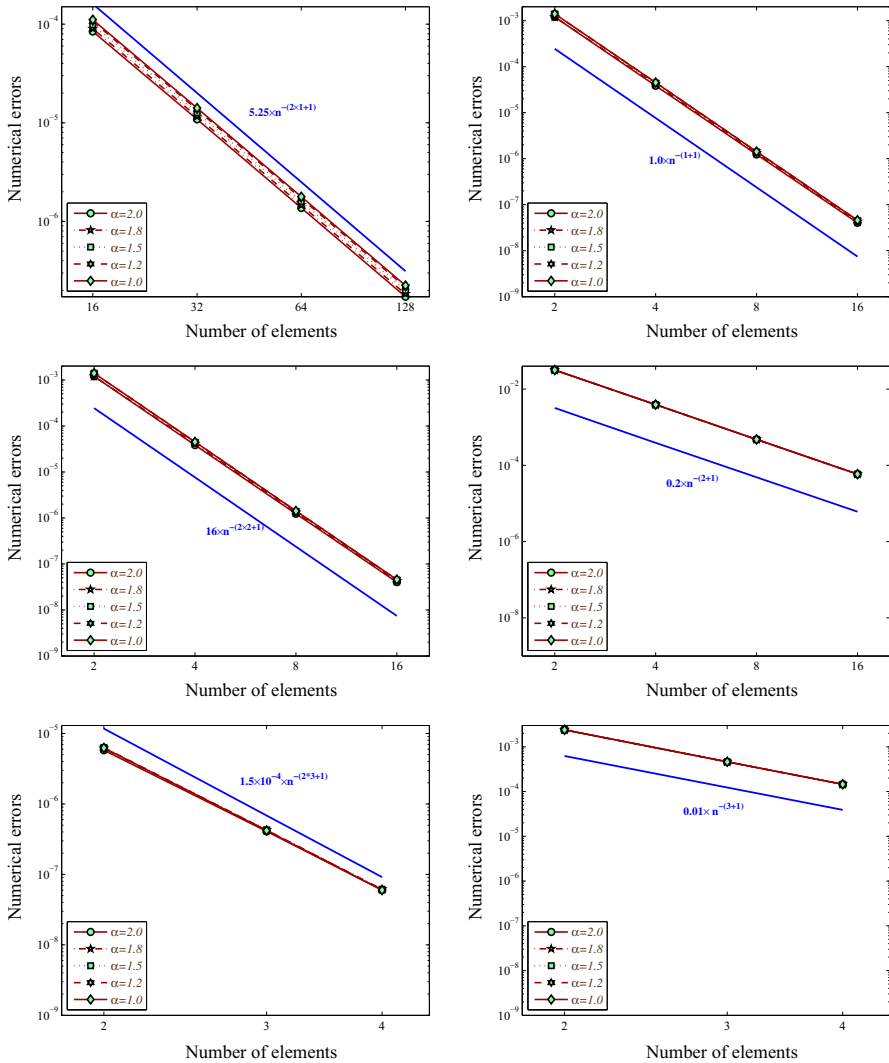 10⁻⁴
10⁻⁵
10⁻⁶
Numerical errors
5.25×n⁻⁽²ˣ¹⁺¹⁾
α=2.0
α=1.8
α=1.5
α=1.2
α=1.0
16 32 64 128
Number of elements
10⁻³
10⁻⁴
10⁻⁵
10⁻⁶
10⁻⁷
10⁻⁸
10⁻⁹
Numerical errors
1.0×n⁻⁽¹⁺¹⁾
α=2.0
α=1.8
α=1.5
α=1.2
α=1.0
2 4 8 16
Number of elements
10⁻³
10⁻⁴
10⁻⁵
10⁻⁶
10⁻⁷
10⁻⁸
10⁻⁹
Numerical errors
16×n⁻⁽²ˣ²⁺¹⁾
α=2.0
α=1.8
α=1.5
α=1.2
α=1.0
2 4 8 16
Number of elements
10⁻²
10⁻⁴
10⁻⁶
10⁻⁸
Numerical errors
0.2×n⁻⁽²⁺¹⁾
α=2.0
α=1.8
α=1.5
α=1.2
α=1.0
2 4 8 16
Number of elements
10⁻⁵
10⁻⁶
10⁻⁷
10⁻⁸
10⁻⁹
Numerical errors
1.5×10⁻⁴×n⁻⁽²*³⁺¹⁾
α=2.0
α=1.8
α=1.5
α=1.2
α=1.0
2 3 4
Number of elements
10⁻³
10⁻⁴
10⁻⁵
10⁻⁶
10⁻⁷
10⁻⁸
10⁻⁹
Numerical errors
0.01× n⁻⁽³⁺¹⁾
α=2.0
α=1.8
α=1.5
α=1.2
α=1.0
2 3 4
Number of elements